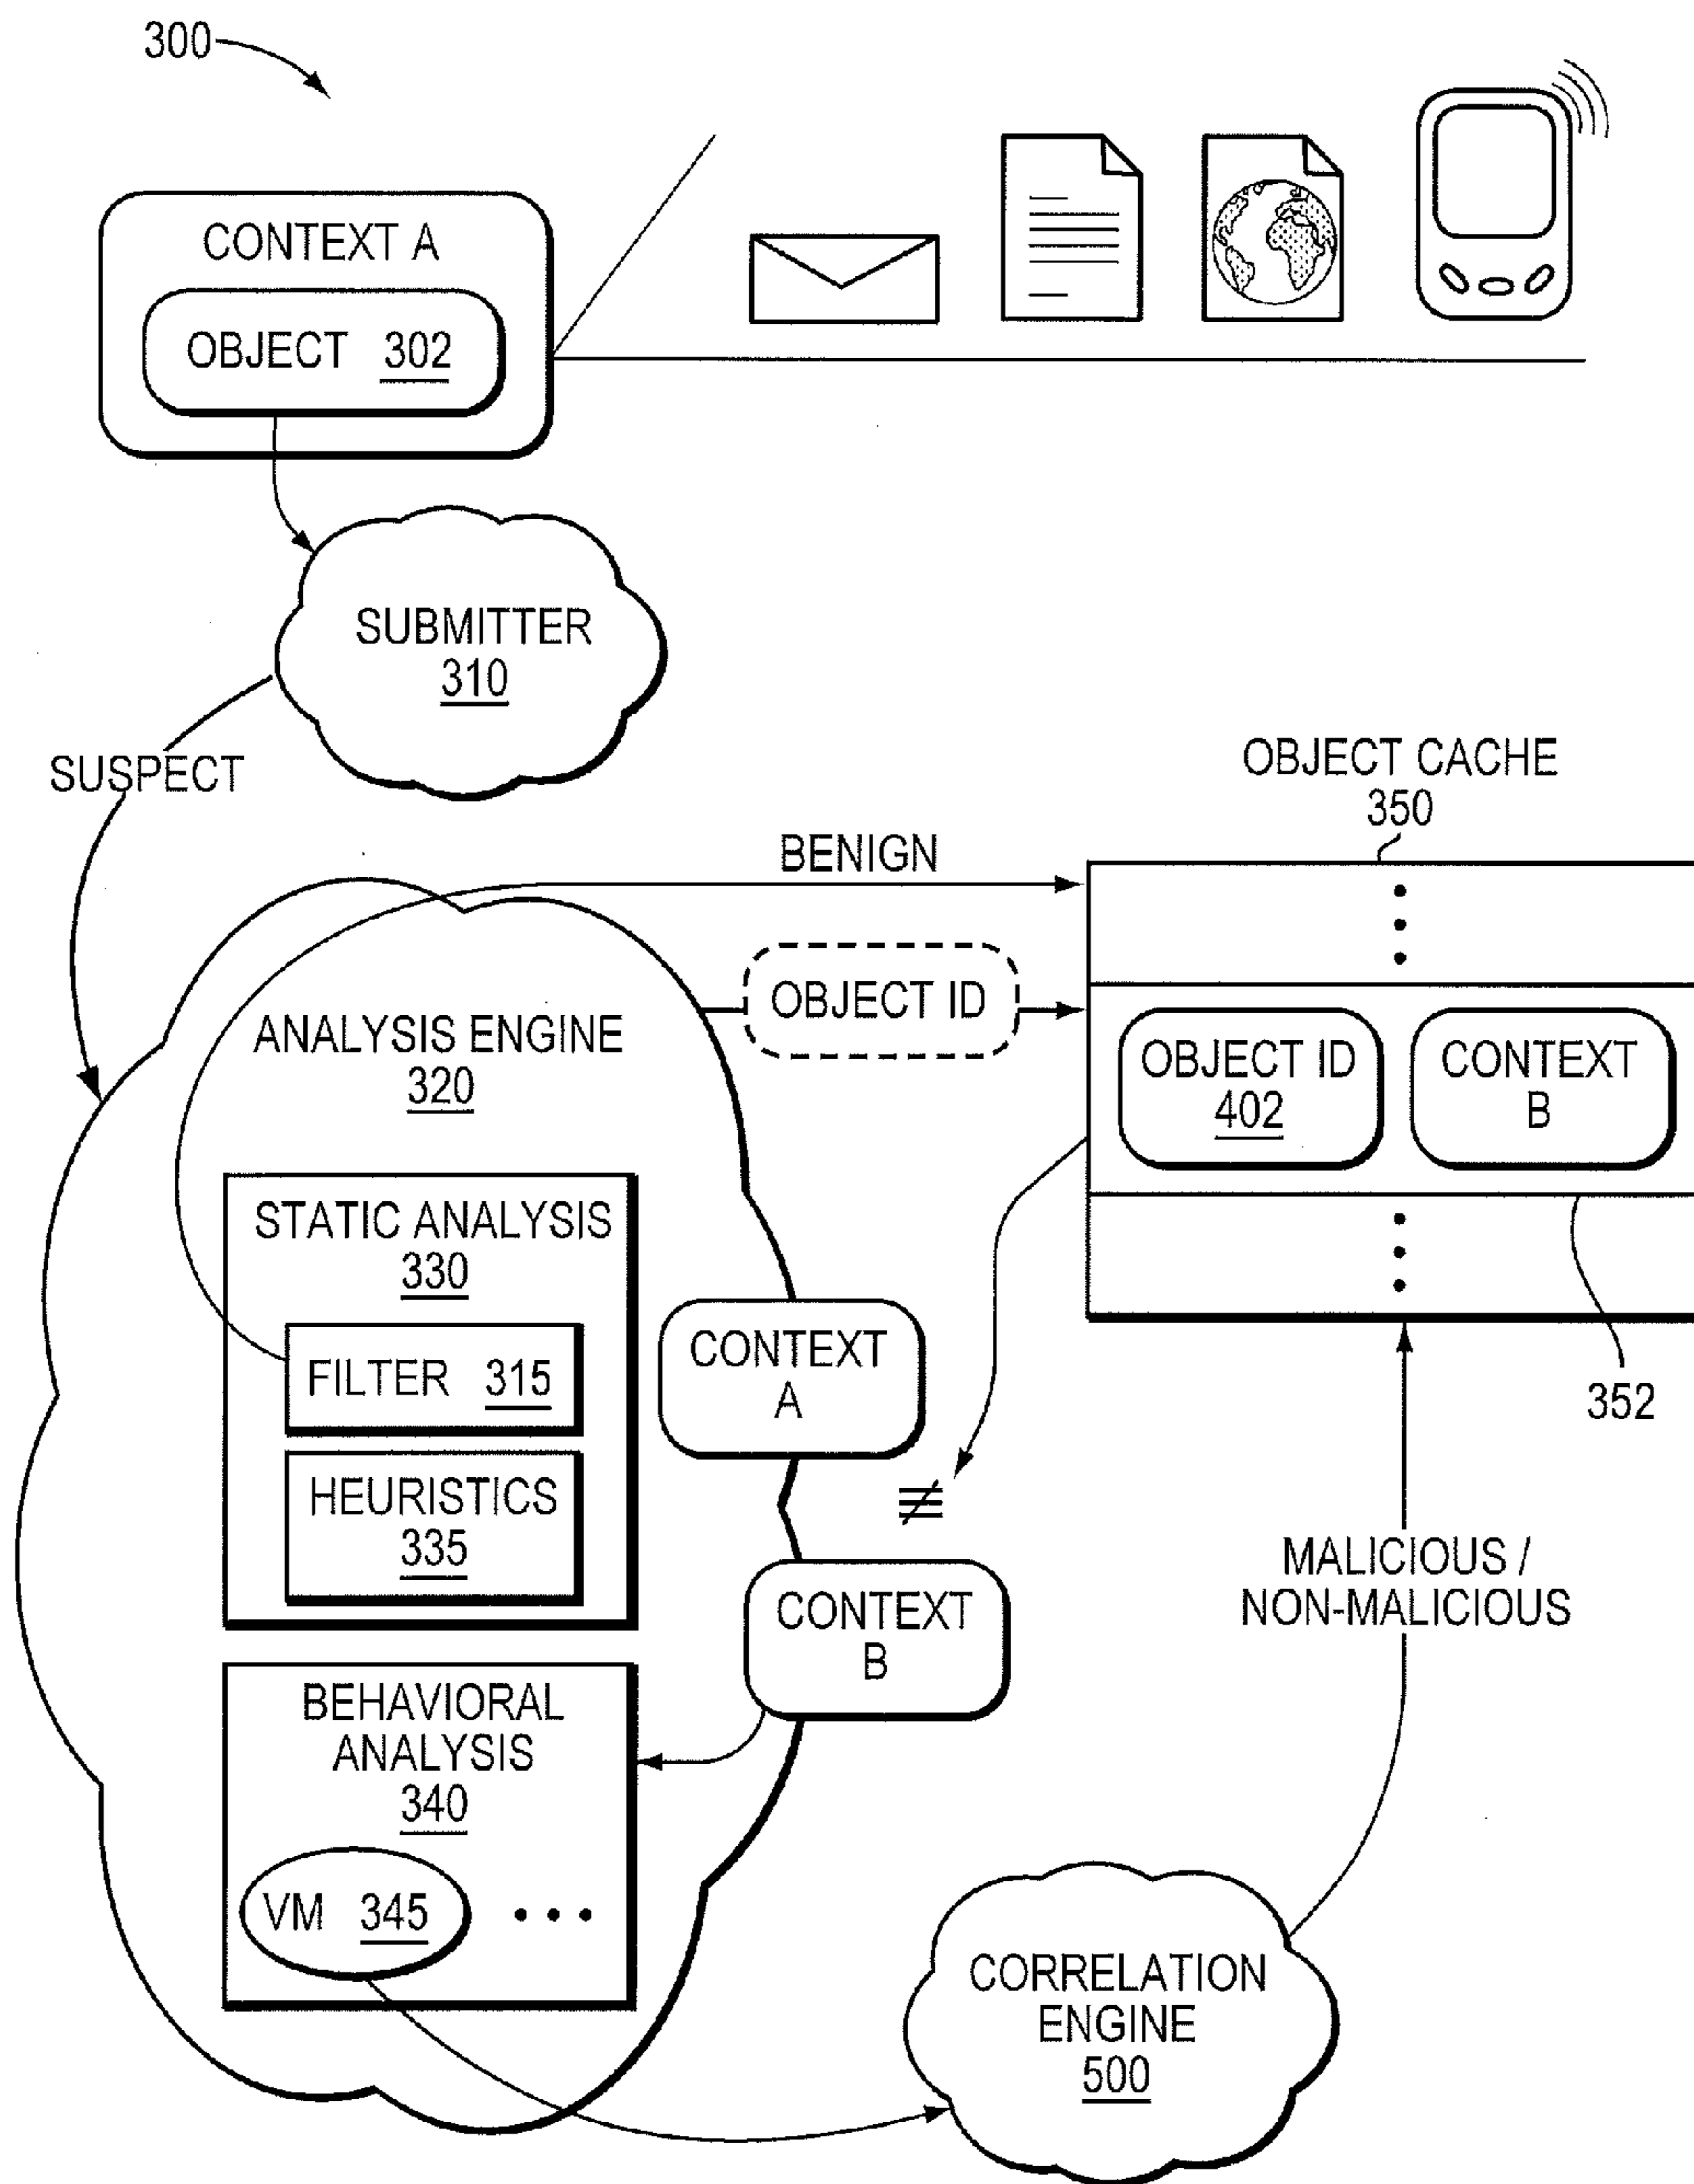 300
CONTEXT A
OBJECT 302
SUBMITTER
310
SUSPECT
OBJECT CACHE
350
BENIGN
OBJECT ID
ANALYSIS ENGINE
320
OBJECT ID
402
CONTEXT
B
STATIC ANALYSIS
330
FILTER 315
HEURISTICS
335
CONTEXT
A
352
≢
CONTEXT
B
MALICIOUS /
NON-MALICIOUS
BEHAVIORAL
ANALYSIS
340
VM 345
CORRELATION
ENGINE
500